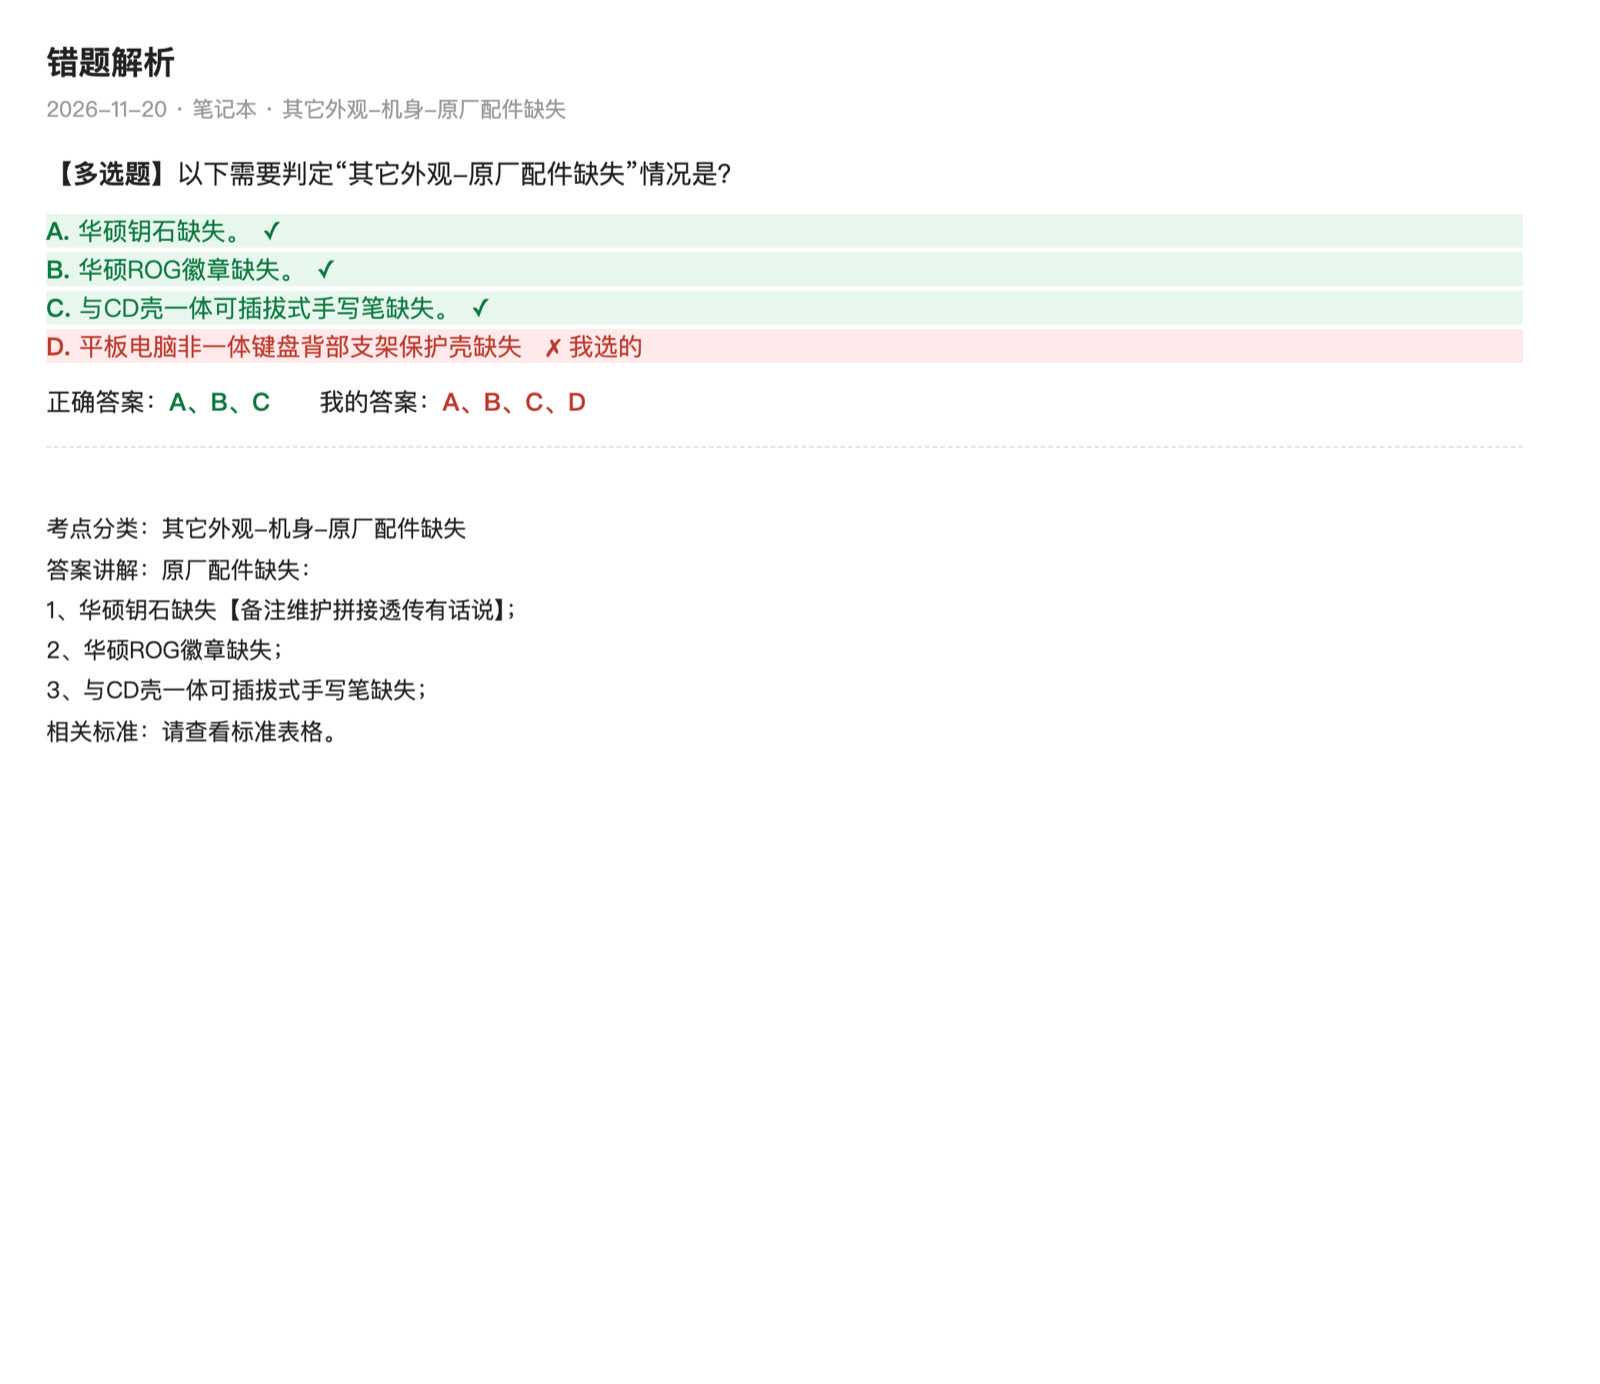 错题解析
2026-11-20 · 笔记本 · 其它外观-机身-原厂配件缺失
【多选题】以下需要判定“其它外观-原厂配件缺失”情况是？
A. 华硕钥石缺失。 ✓
B. 华硕ROG徽章缺失。 ✓
C. 与CD壳一体可插拔式手写笔缺失。 ✓
D. 平板电脑非一体键盘背部支架保护壳缺失 ✗ 我选的
正确答案：A、B、C 我的答案：A、B、C、D
考点分类：其它外观-机身-原厂配件缺失
答案讲解：原厂配件缺失：
1、华硕钥石缺失【备注维护拼接透传有话说】；
2、华硕ROG徽章缺失；
3、与CD壳一体可插拔式手写笔缺失；
相关标准：请查看标准表格。